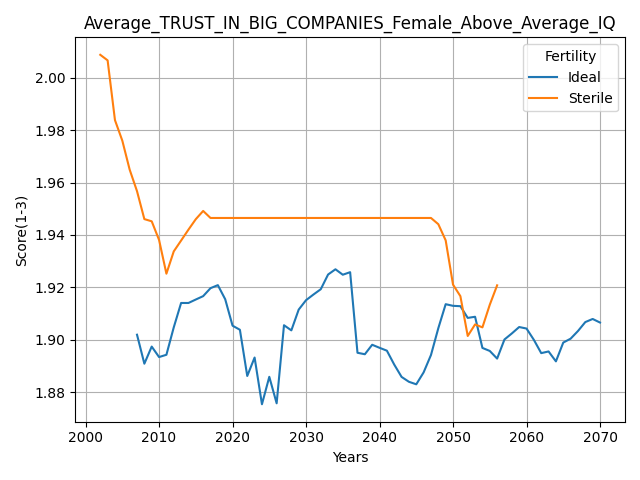 Average_TRUST_IN_BIG_COMPANIES_Female_Above_Average_IQ
Fertility
Ideal
Sterile
Score(1-3)
2.00
1.98
1.96
1.94
1.92
1.90
1.88
2000 2010 2020 2030 2040 2050 2060 2070
Years